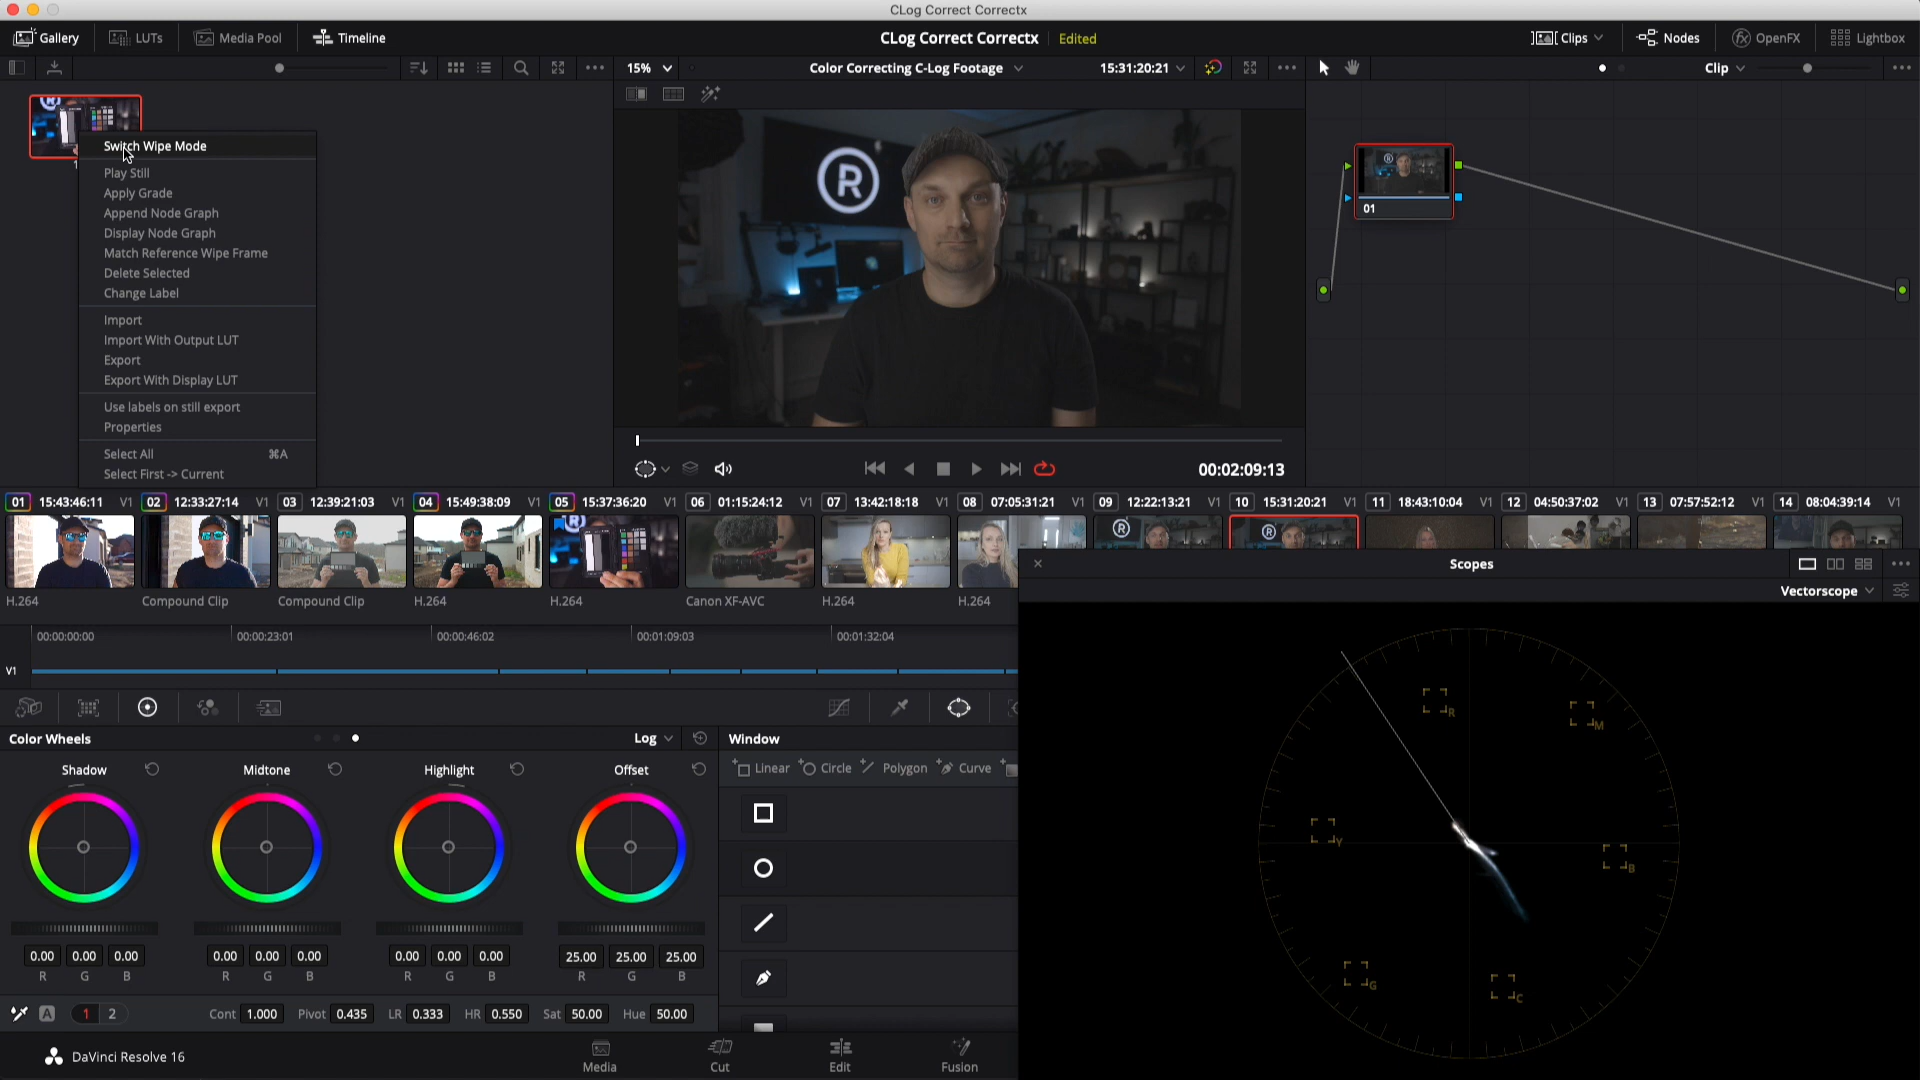 CLog Correct Correctx
Gallery LUTs Media Pool Timeline CLog Correct Correctx Edited Clips Nodes OpenFX Lightbox
15% Color Correcting C-Log Footage 15:31:20:21 Clip
Switch Wipe Mode
Play Still
Apply Grade
Append Node Graph
Display Node Graph
Match Reference Wipe Frame
Delete Selected
Change Label
Import
Import With Output LUT
Export
Export With Display LUT
Use labels on still export
Properties
Select All ⌘A
Select First -> Current
R
01
00:02:09:13
01 15:43:46:11 V1 02 12:33:27:14 V1 03 12:39:21:03 V1 04 15:49:38:09 V1 05 15:37:36:20 V1 06 01:15:24:12 V1 07 13:42:18:18 V1 08 07:05:31:21 V1 09 12:22:13:21 V1 10 15:31:20:21 V1 11 18:43:10:04 V1 12 04:50:37:02 V1 13 07:57:52:12 V1 14 08:04:39:14 V1
H.264 Compound Clip Compound Clip H.264 H.264 Canon XF-AVC H.264 H.264
Scopes
Vectorscope
00:00:00:00 00:00:23:01 00:00:46:02 00:01:09:03 00:01:32:04
V1
R M Y B G C
Color Wheels Log Window
Shadow Midtone Highlight Offset
Linear Circle Polygon Curve
0.00 0.00 0.00 0.00 0.00 0.00 0.00 0.00 0.00 25.00 25.00 25.00
R G B R G B R G B R G B
A 1 2 Cont 1.000 Pivot 0.435 LR 0.333 HR 0.550 Sat 50.00 Hue 50.00
DaVinci Resolve 16 Media Cut Edit Fusion